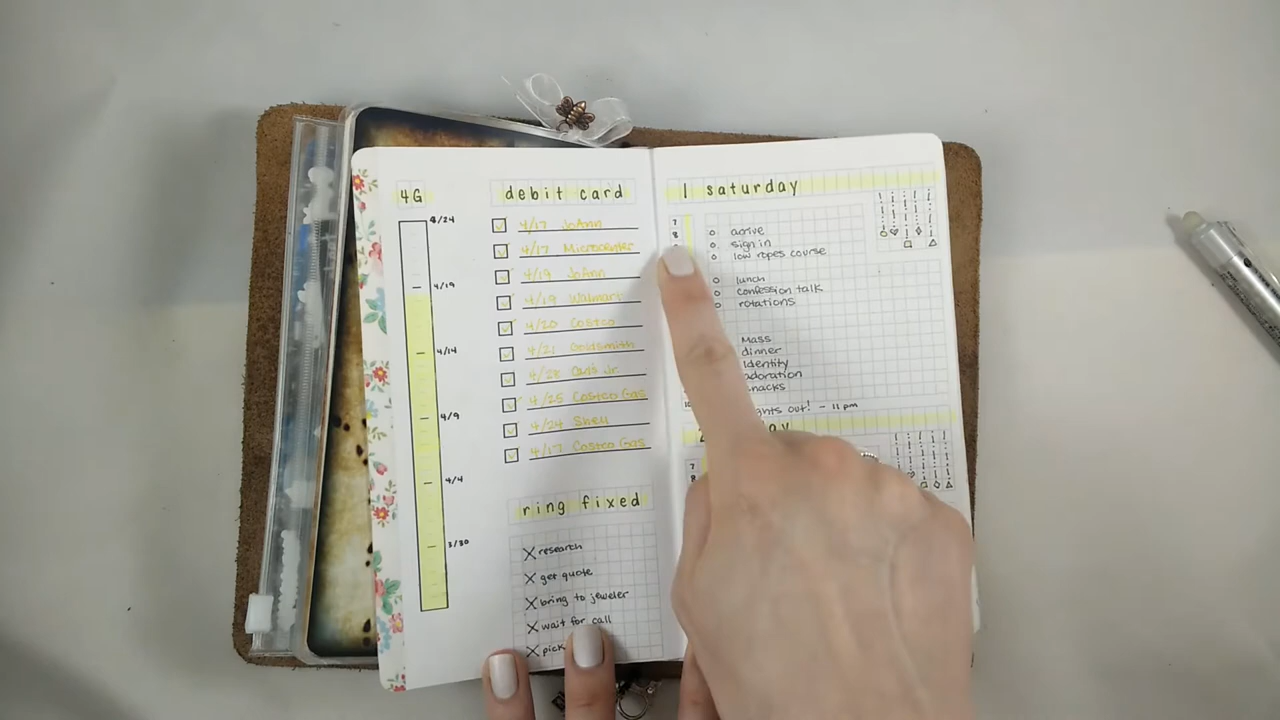 4G
4/24
4/19
4/14
4/9
4/4
3/30
debit card
4/17 JoAnn
4/17 Microcenter
4/19 JoAnn
4/19 Walmart
4/20 Costco
4/21 Goldsmith
4/28 Carl's Jr.
4/25 Costco Gas
4/24 Shell
4/17 Costco Gas
ring fixed
research
get quote
bring to jeweler
wait for call
pick
1 saturday
7
8
arrive
sign in
low ropes course
lunch
confession talk
rotations
Mass
dinner
Identity
adoration
snacks
ghts out! - 11 pm
7
8